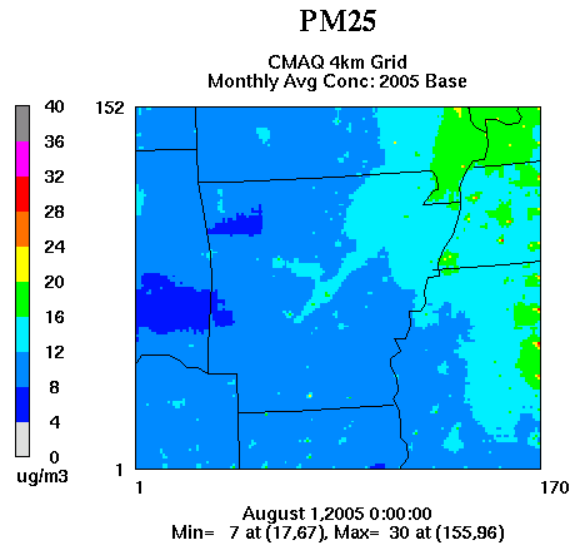 PM25
CMAQ 4km Grid
Monthly Avg Conc: 2005 Base
40
36
32
28
24
20
16
12
8
4
0
ug/m3
152
1
1
170
August 1,2005 0:00:00
Min= 7 at (17,67), Max= 30 at (155,96)